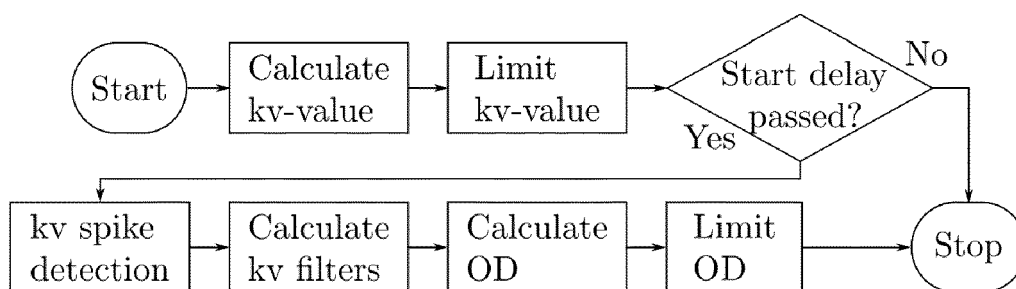 Start
Calculate
kv-value
Limit
kv-value
Start delay
passed?
No
Yes
kv spike
detection
Calculate
kv filters
Calculate
OD
Limit
OD
Stop